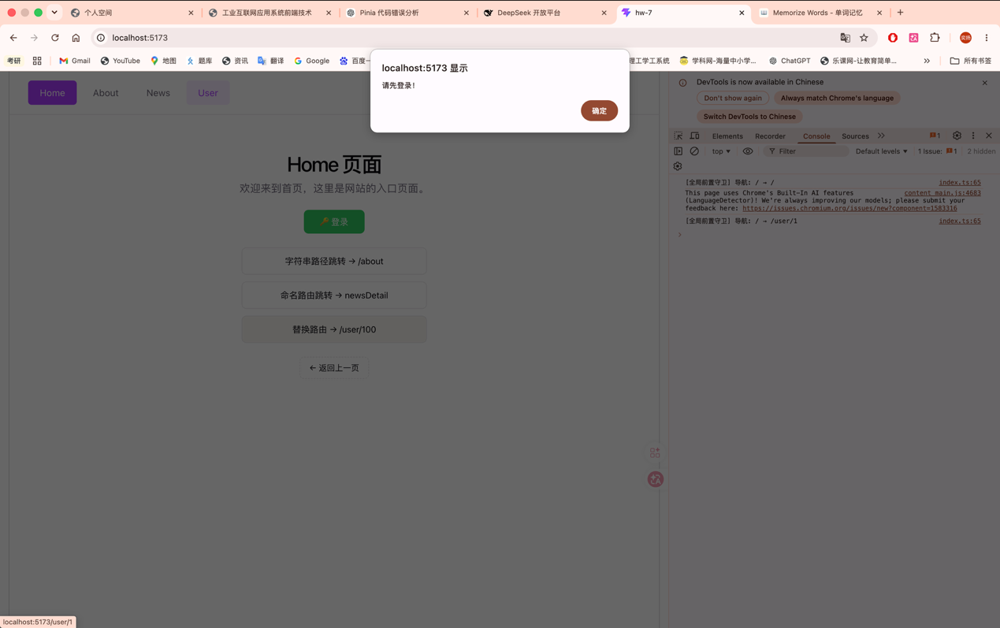 个人空间
工业互联网应用系统前端技术
Pinia 代码错误分析
DeepSeek 开放平台
hw-7
Memorize Words - 单词记忆
localhost:5173
奕扬
考研
Gmail
YouTube
地图
题库
资讯
翻译
Google
百度一
理工学工系统
学科网-海量中小学...
ChatGPT
乐课网-让教育简单...
所有书签
localhost:5173 显示
请先登录！
确定
Home
About
News
User
Home 页面
欢迎来到首页，这里是网站的入口页面。
🔑 登录
字符串路径跳转 → /about
命名路由跳转 → newsDetail
替换路由 → /user/100
← 返回上一页
DevTools is now available in Chinese
Don't show again
Always match Chrome's language
Switch DevTools to Chinese
Elements
Recorder
Console
Sources
1
top
Filter
Default levels
1 Issue: 1
2 hidden
[全局前置守卫] 导航: / → /
index.ts:65
This page uses Chrome's Built-In AI features
content main.js:4683
(LanguageDetector)! We're always improving our models; please submit your
feedback here: https://issues.chromium.org/issues/new?component=1583316
[全局前置守卫] 导航: / → /user/1
index.ts:65
localhost:5173/user/1